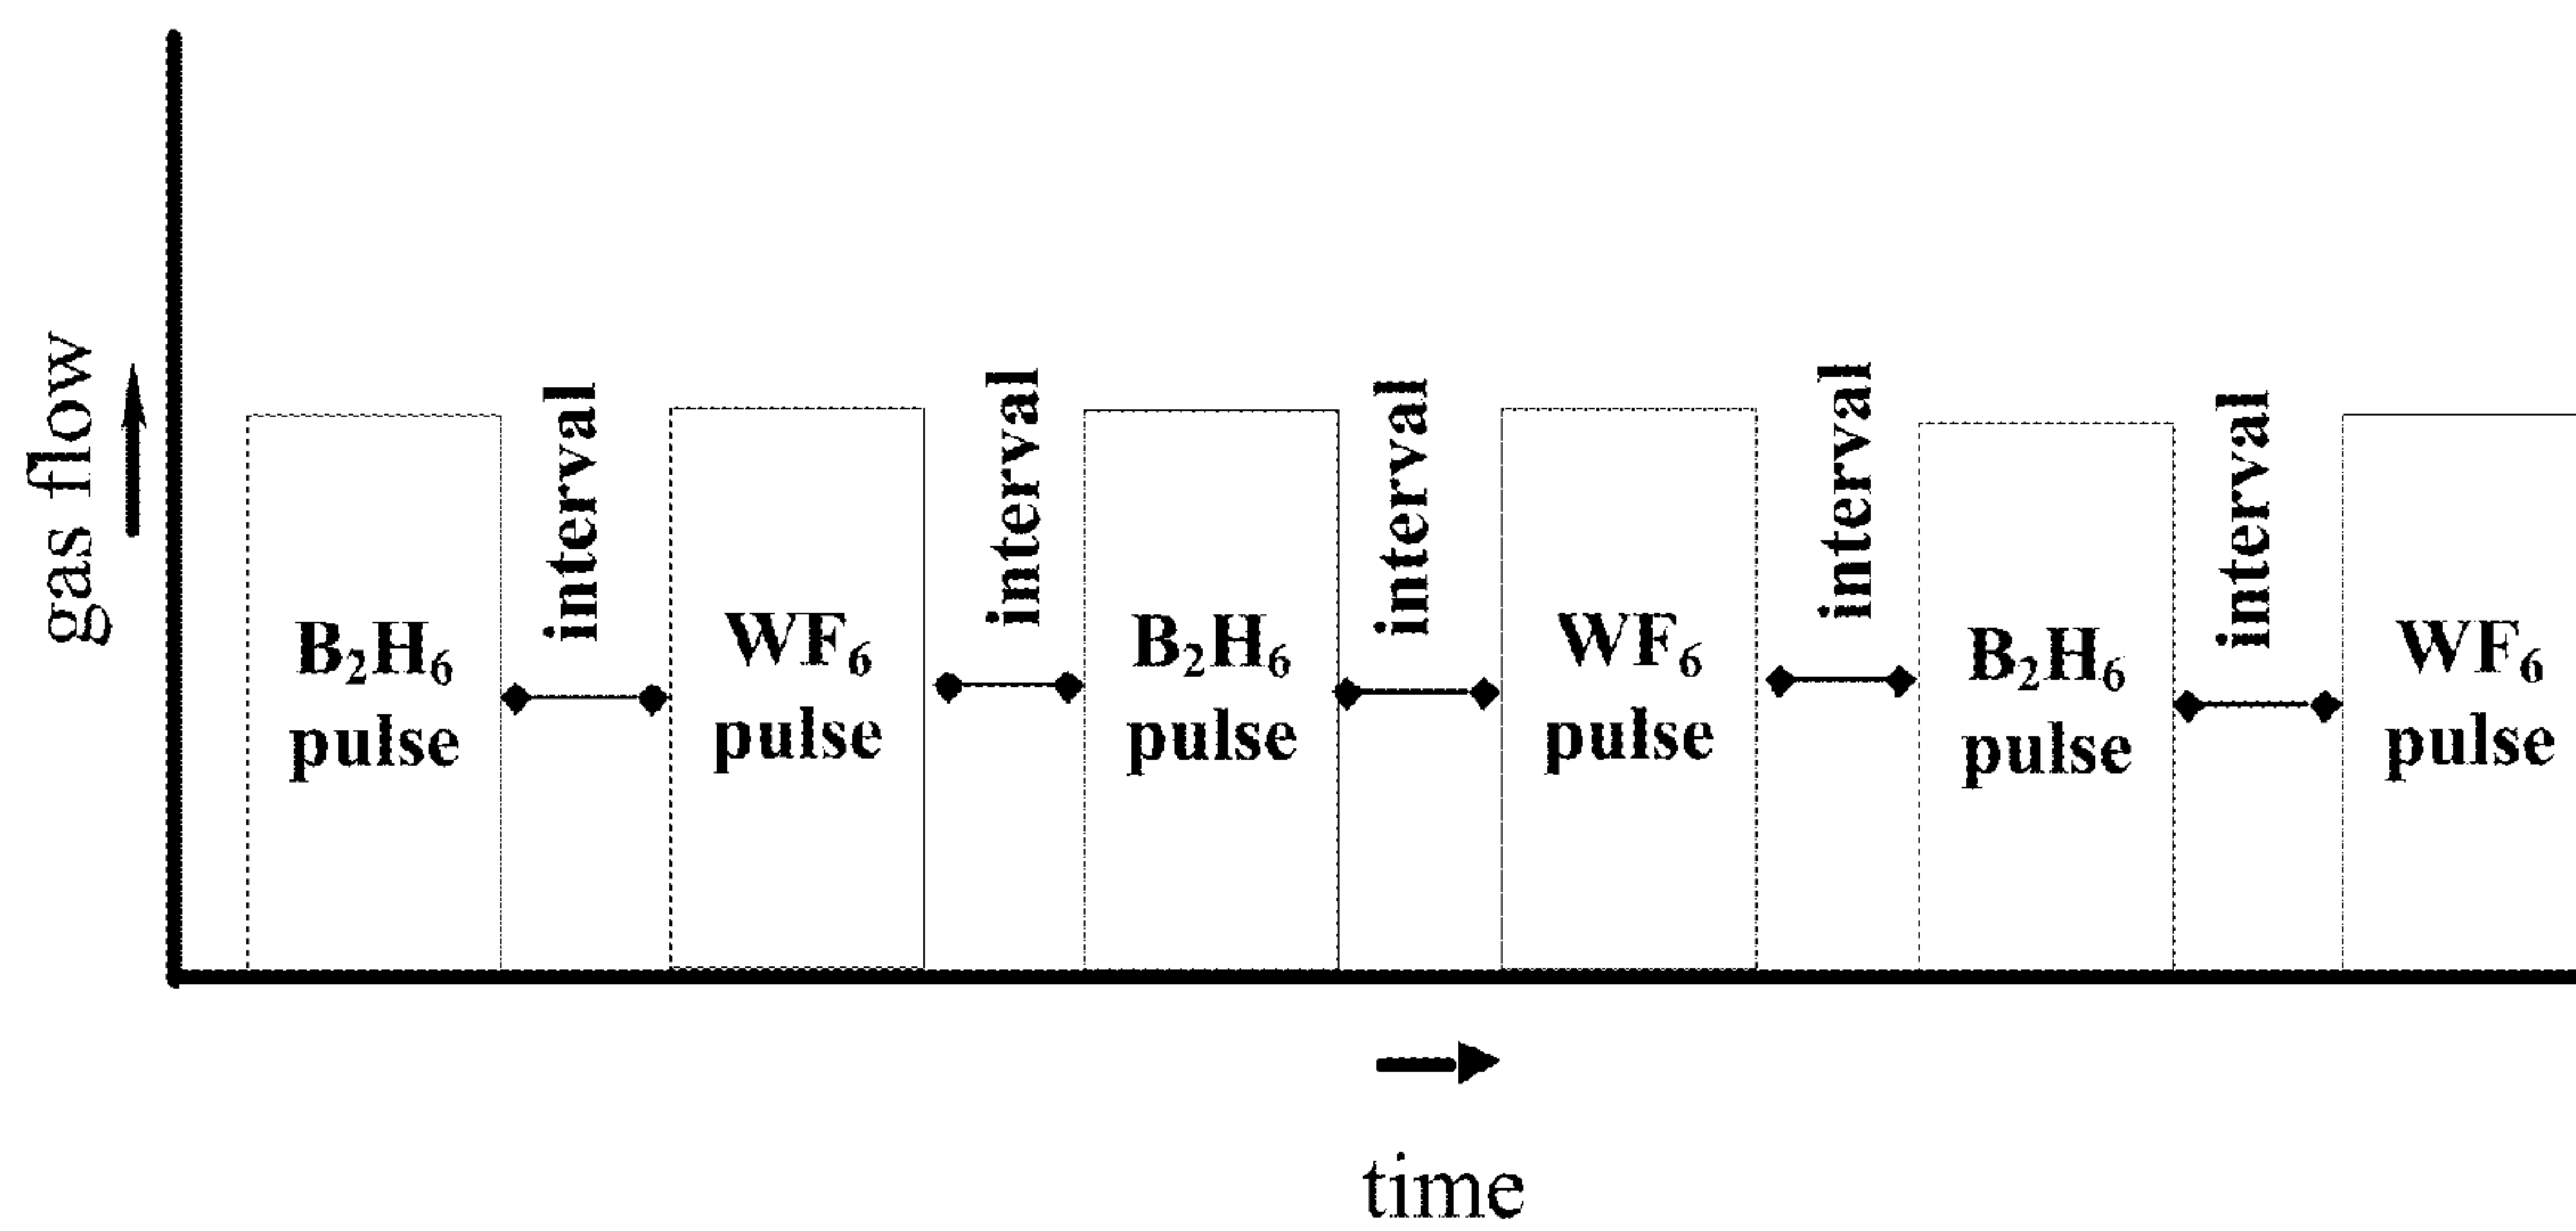 gas flow
B₂H₆
pulse
interval
WF₆
pulse
interval
B₂H₆
pulse
interval
WF₆
pulse
interval
B₂H₆
pulse
interval
WF₆
pulse
time